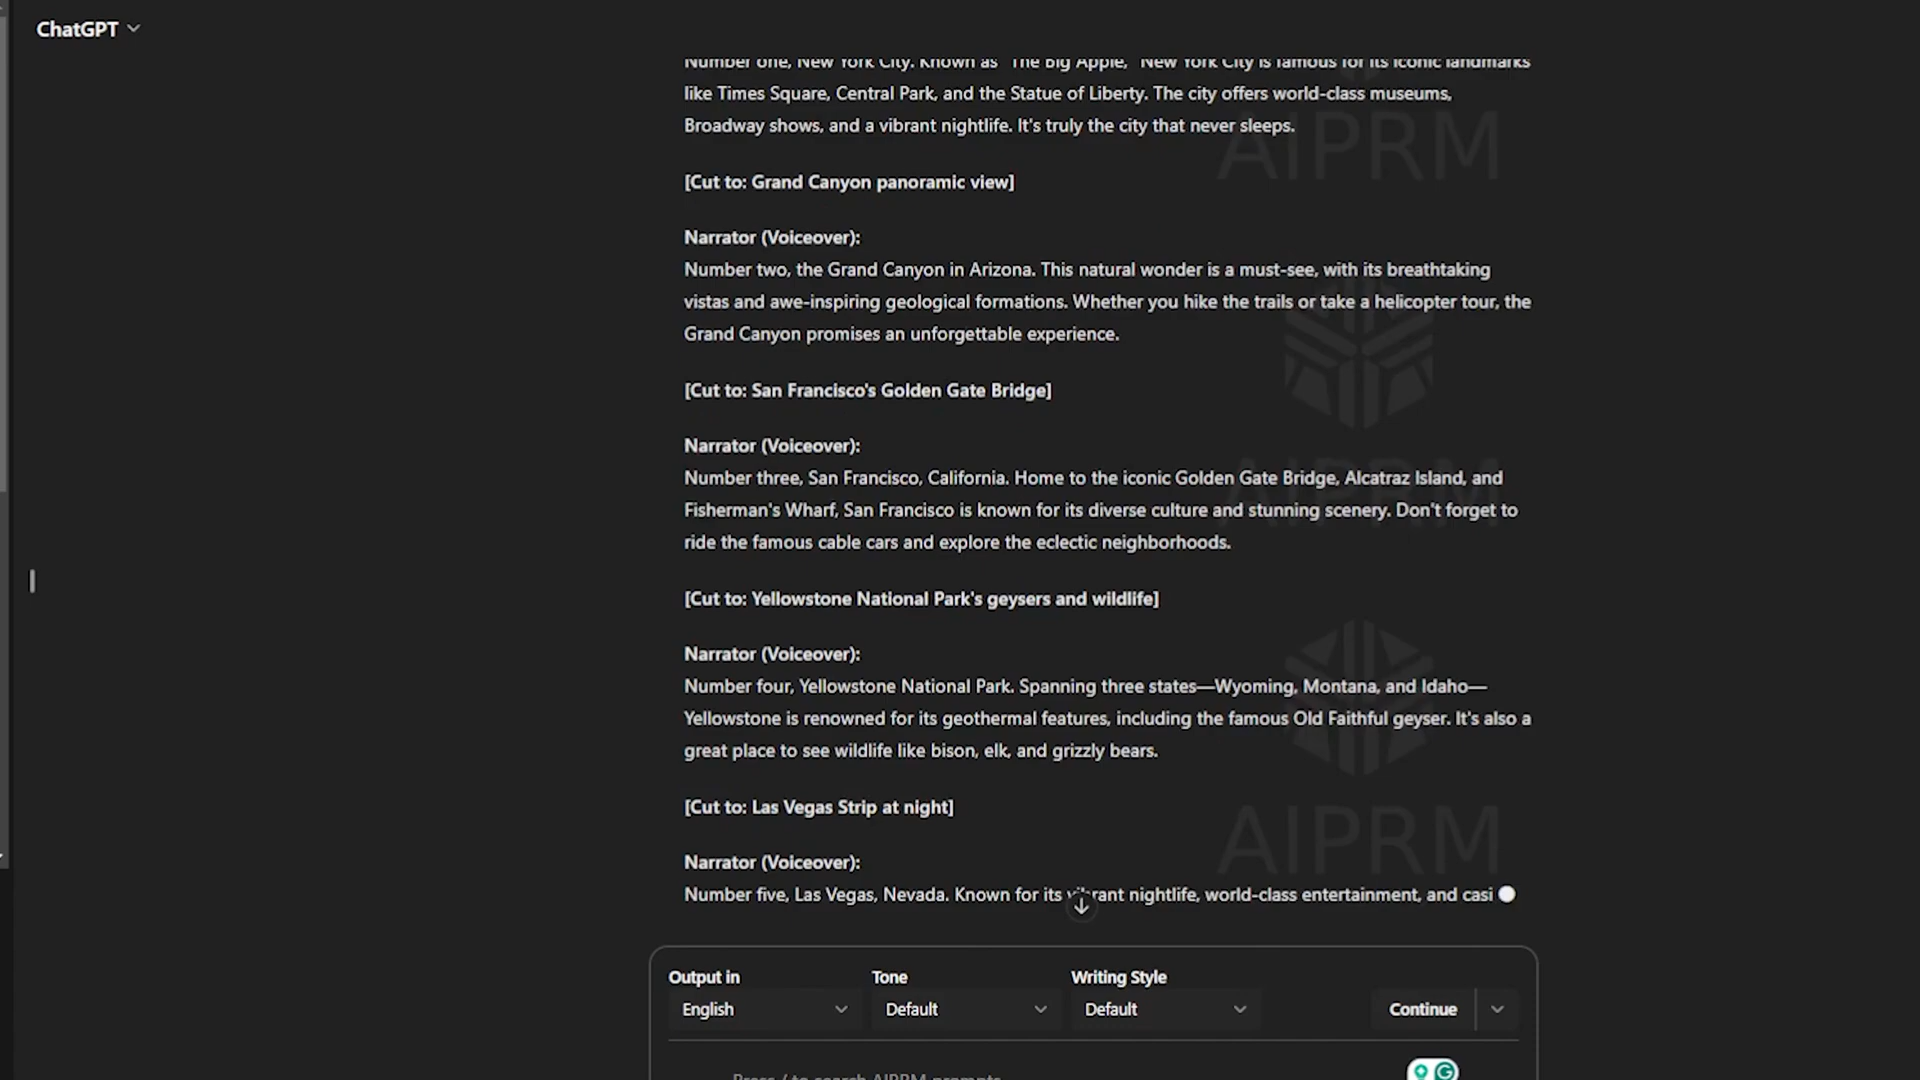 ChatGPT
Number one, New York City. Known as "The Big Apple," New York City is famous for its iconic landmarks
like Times Square, Central Park, and the Statue of Liberty. The city offers world-class museums,
Broadway shows, and a vibrant nightlife. It's truly the city that never sleeps.
[Cut to: Grand Canyon panoramic view]
Narrator (Voiceover):
Number two, the Grand Canyon in Arizona. This natural wonder is a must-see, with its breathtaking
vistas and awe-inspiring geological formations. Whether you hike the trails or take a helicopter tour, the
Grand Canyon promises an unforgettable experience.
[Cut to: San Francisco's Golden Gate Bridge]
Narrator (Voiceover):
Number three, San Francisco, California. Home to the iconic Golden Gate Bridge, Alcatraz Island, and
Fisherman's Wharf, San Francisco is known for its diverse culture and stunning scenery. Don't forget to
ride the famous cable cars and explore the eclectic neighborhoods.
[Cut to: Yellowstone National Park's geysers and wildlife]
Narrator (Voiceover):
Number four, Yellowstone National Park. Spanning three states—Wyoming, Montana, and Idaho—
Yellowstone is renowned for its geothermal features, including the famous Old Faithful geyser. It's also a
great place to see wildlife like bison, elk, and grizzly bears.
[Cut to: Las Vegas Strip at night]
Narrator (Voiceover):
Number five, Las Vegas, Nevada. Known for its vibrant nightlife, world-class entertainment, and casi
AIPRM
AIPRM
AIPRM
Output in
Tone
Writing Style
English
Default
Default
Continue
Press / to search AIPRM prompts